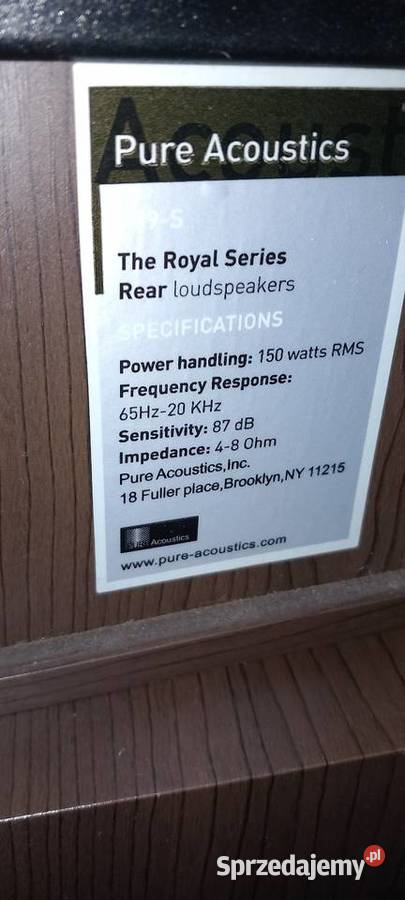 Acoust
Pure Acoustics
9-S
The Royal Series
Rear loudspeakers
SPECIFICATIONS
Power handling: 150 watts RMS
Frequency Response:
65Hz-20 KHz
Sensitivity: 87 dB
Impedance: 4-8 Ohm
Pure Acoustics,Inc.
18 Fuller place,Brooklyn,NY 11215
Acoustics
www.pure-acoustics.com
Sprzedajemy.pl